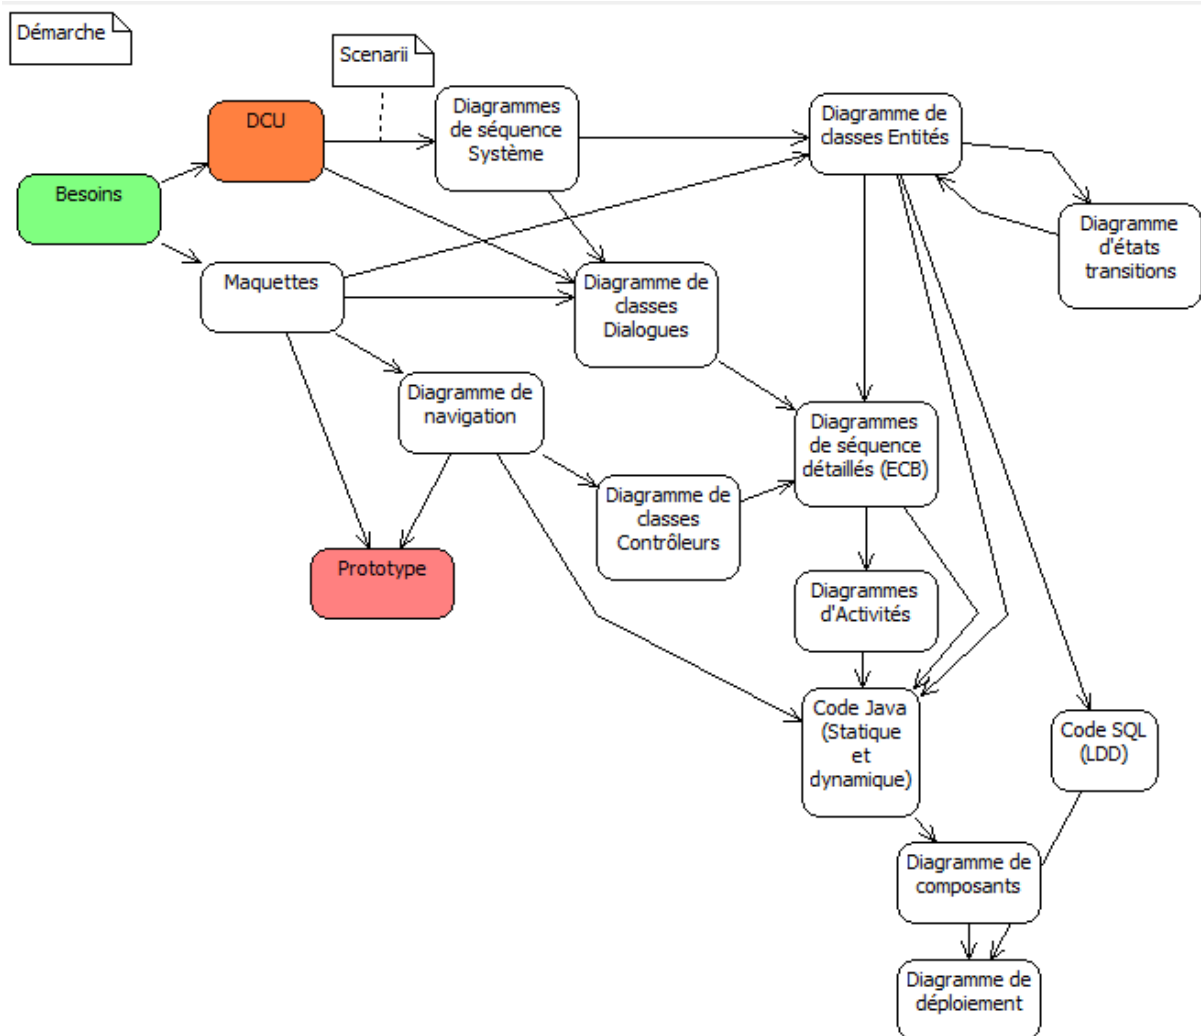 Démarche
Scenarii
DCU
Diagrammes
de séquence
Système
Diagramme de
classes Entités
Besoins
Diagramme
d'états
transitions
Maquettes
Diagramme de
classes
Dialogues
Diagramme de
navigation
Diagrammes
de séquence
détaillés (ECB)
Diagramme de
classes
Contrôleurs
Prototype
Diagrammes
d'Activités
Code Java
(Statique
et
dynamique)
Code SQL
(LDD)
Diagramme de
composants
Diagramme de
déploiement